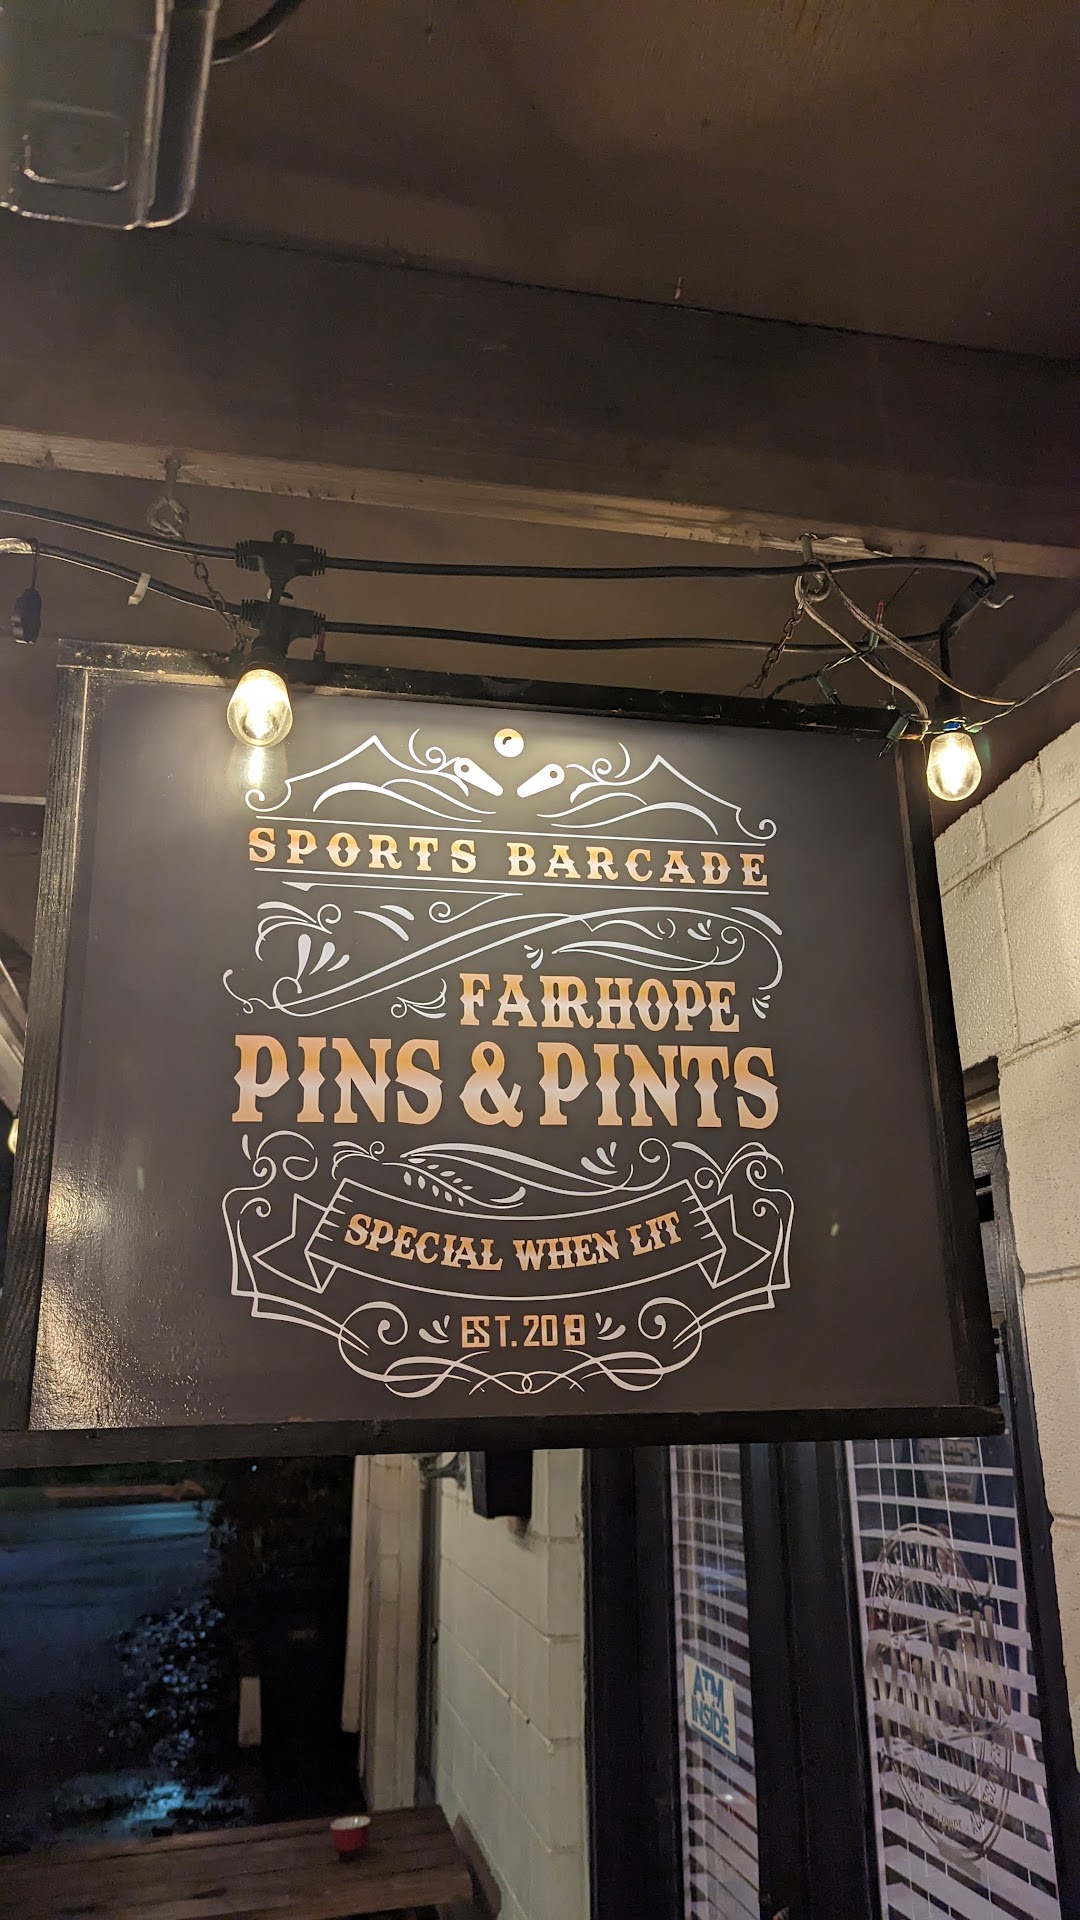 SPORTS BARCADE
FAIRHOPE
PINS & PINTS
SPECIAL WHEN LIT
EST. 2019
ATM
INSIDE